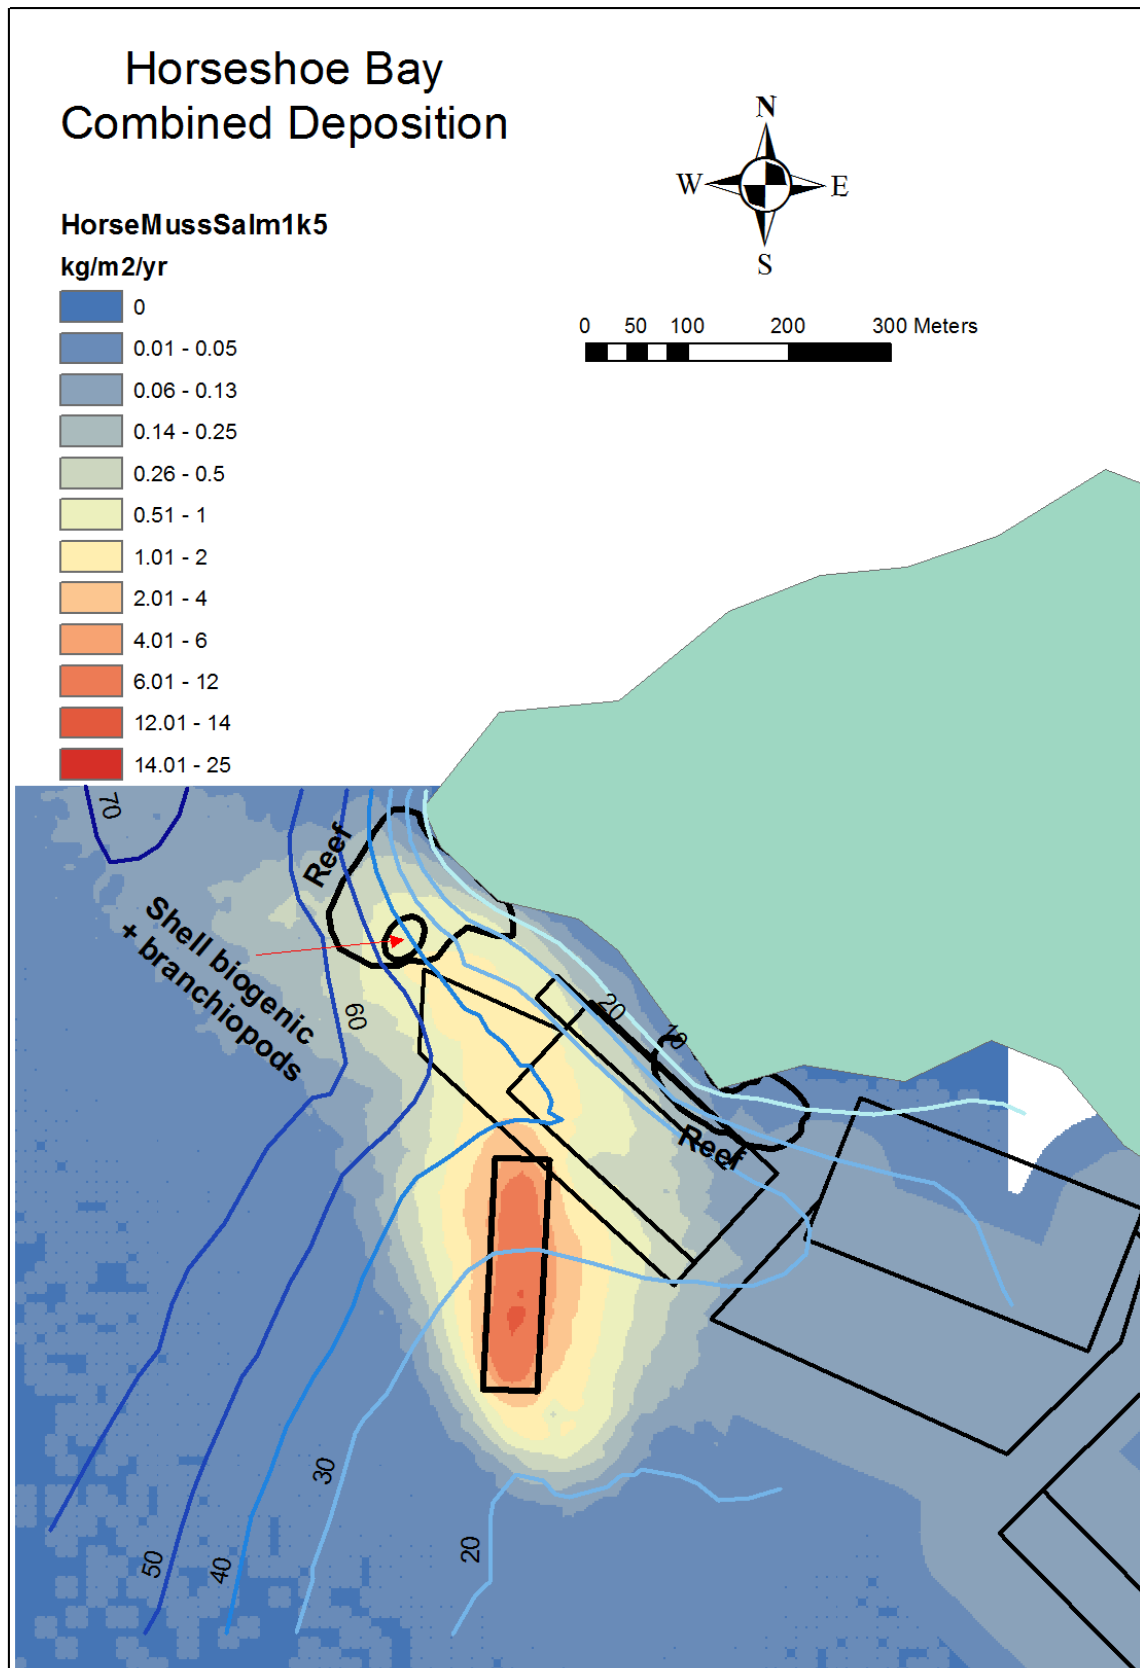 Horseshoe Bay
Combined Deposition
N
W
E
S
HorseMussSalm1k5
kg/m2/yr
0
0.01 - 0.05
0.06 - 0.13
0.14 - 0.25
0.26 - 0.5
0.51 - 1
1.01 - 2
2.01 - 4
4.01 - 6
6.01 - 12
12.01 - 14
14.01 - 25
0 50 100 200 300 Meters
70
Reef
Shell biogenic
+ branchiopods
60
20
10
Reef
30
20
50
40